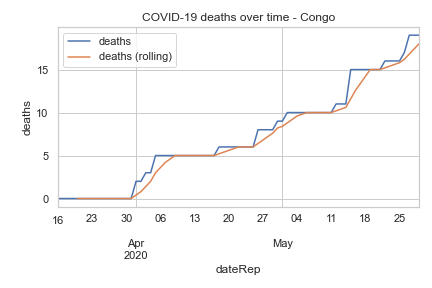 COVID-19 deaths over time - Congo
deaths
deaths (rolling)
15
10
5
0
deaths
16 23 30 06 13 20 27 04 11 18 25
Apr May
2020
dateRep